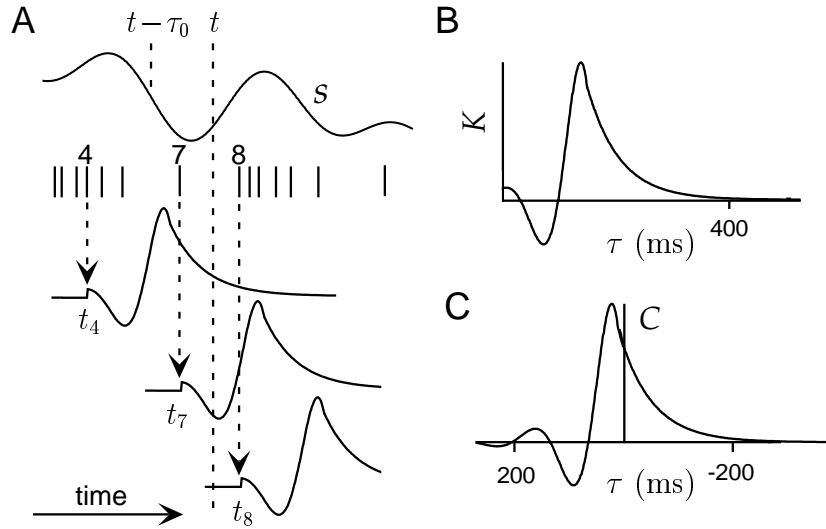 A
t − τ₀
t
s
4 7 8
t₄
t₇
t₈
time
B
K
400
τ (ms)
C
C
200
-200
τ (ms)